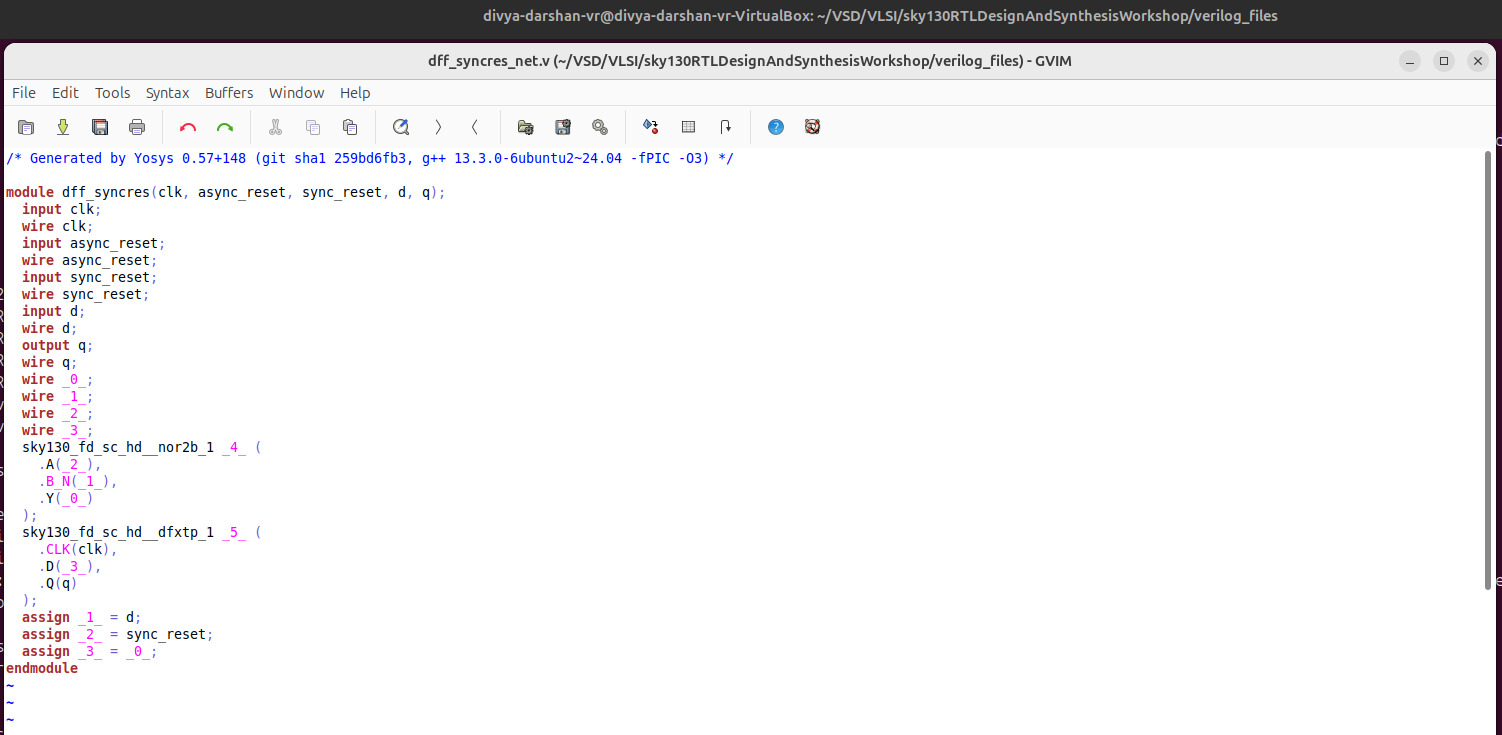 divya-darshan-vr@divya-darshan-vr-VirtualBox: ~/VSD/VLSI/sky130RTLDesignAndSynthesisWorkshop/verilog_files
dff_syncres_net.v (~/VSD/VLSI/sky130RTLDesignAndSynthesisWorkshop/verilog_files) - GVIM
File Edit Tools Syntax Buffers Window Help
/* Generated by Yosys 0.57+148 (git sha1 259bd6fb3, g++ 13.3.0-6ubuntu2~24.04 -fPIC -O3) */
module dff_syncres(clk, async_reset, sync_reset, d, q);
  input clk;
  wire clk;
  input async_reset;
  wire async_reset;
  input sync_reset;
  wire sync_reset;
  input d;
  wire d;
  output q;
  wire q;
  wire _0_;
  wire _1_;
  wire _2_;
  wire _3_;
  sky130_fd_sc_hd__nor2b_1 _4_ (
    .A(_2_),
    .B_N(_1_),
    .Y(_0_)
  );
  sky130_fd_sc_hd__dfxtp_1 _5_ (
    .CLK(clk),
    .D(_3_),
    .Q(q)
  );
  assign _1_ = d;
  assign _2_ = sync_reset;
  assign _3_ = _0_;
endmodule
~
~
~